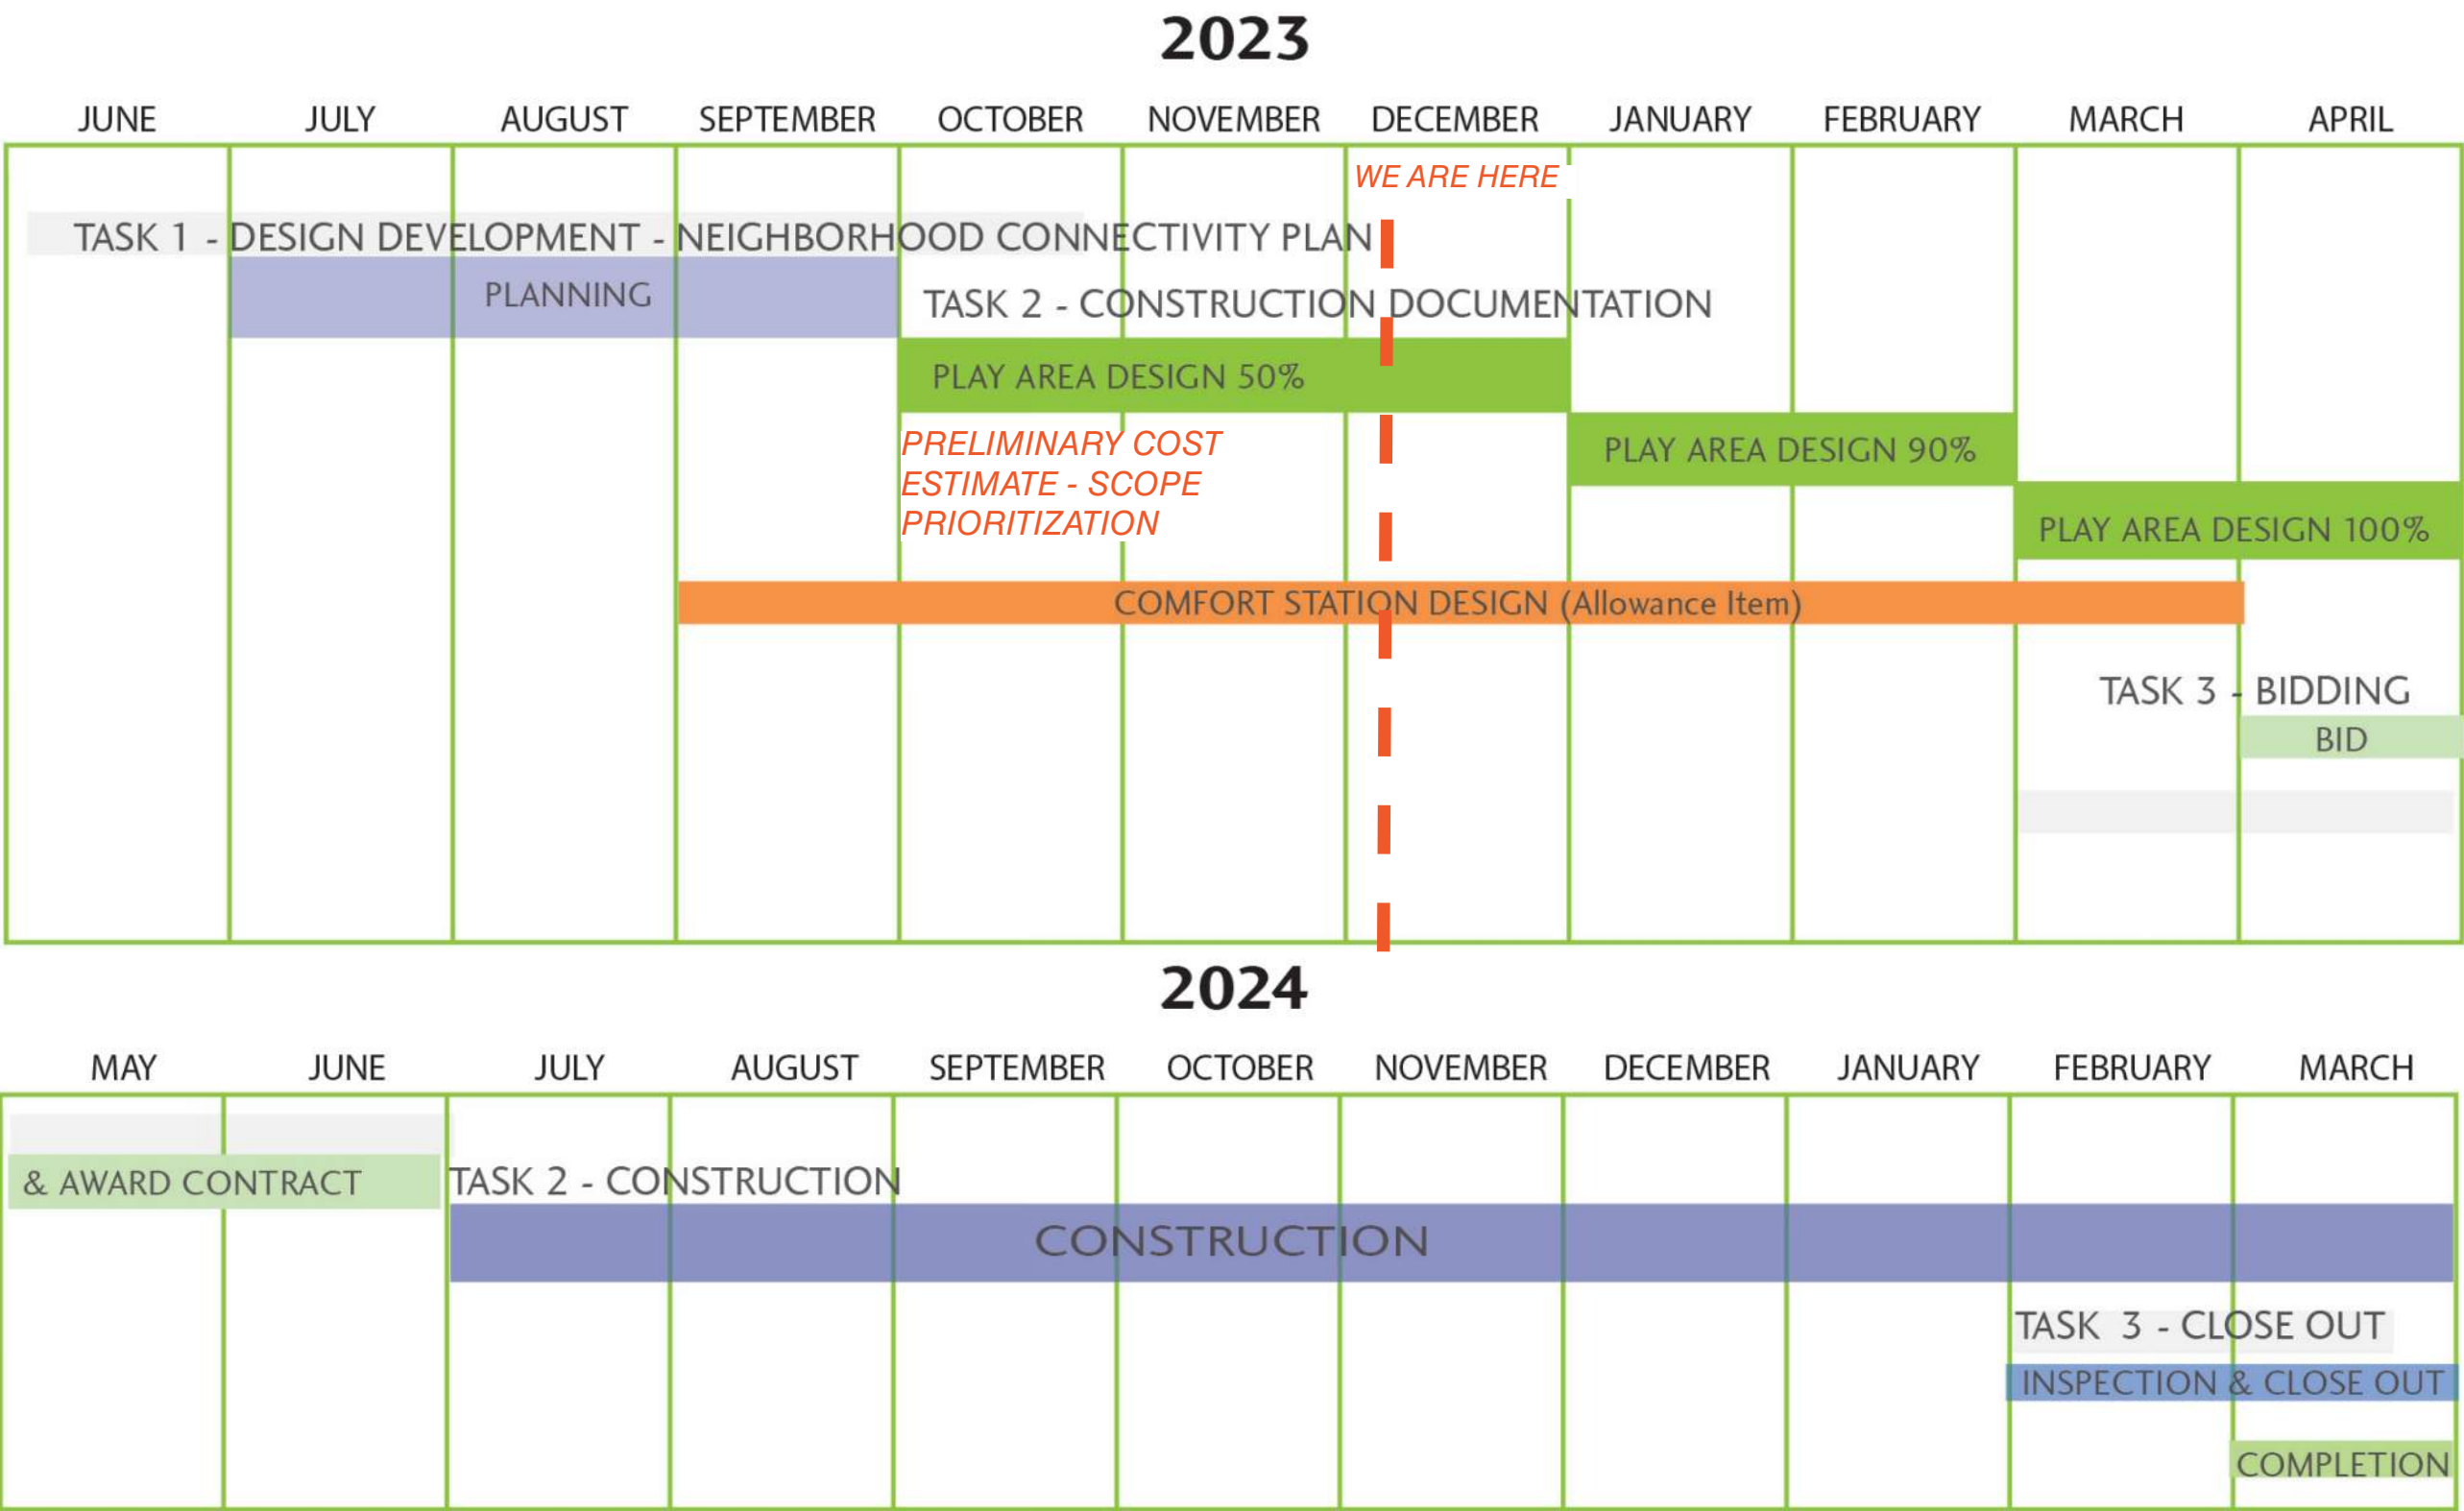 2023
JUNE JULY AUGUST SEPTEMBER OCTOBER NOVEMBER DECEMBER JANUARY FEBRUARY MARCH APRIL
WE ARE HERE
TASK 1 - DESIGN DEVELOPMENT - NEIGHBORHOOD CONNECTIVITY PLAN
PLANNING
TASK 2 - CONSTRUCTION DOCUMENTATION
PLAY AREA DESIGN 50%
PRELIMINARY COST
ESTIMATE - SCOPE
PRIORITIZATION
PLAY AREA DESIGN 90%
PLAY AREA DESIGN 100%
COMFORT STATION DESIGN (Allowance Item)
TASK 3 - BIDDING
BID
2024
MAY JUNE JULY AUGUST SEPTEMBER OCTOBER NOVEMBER DECEMBER JANUARY FEBRUARY MARCH
& AWARD CONTRACT
TASK 2 - CONSTRUCTION
CONSTRUCTION
TASK 3 - CLOSE OUT
INSPECTION & CLOSE OUT
COMPLETION